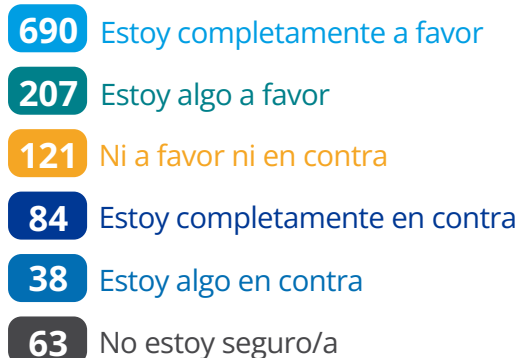 690 Estoy completamente a favor
207 Estoy algo a favor
121 Ni a favor ni en contra
84 Estoy completamente en contra
38 Estoy algo en contra
63 No estoy seguro/a